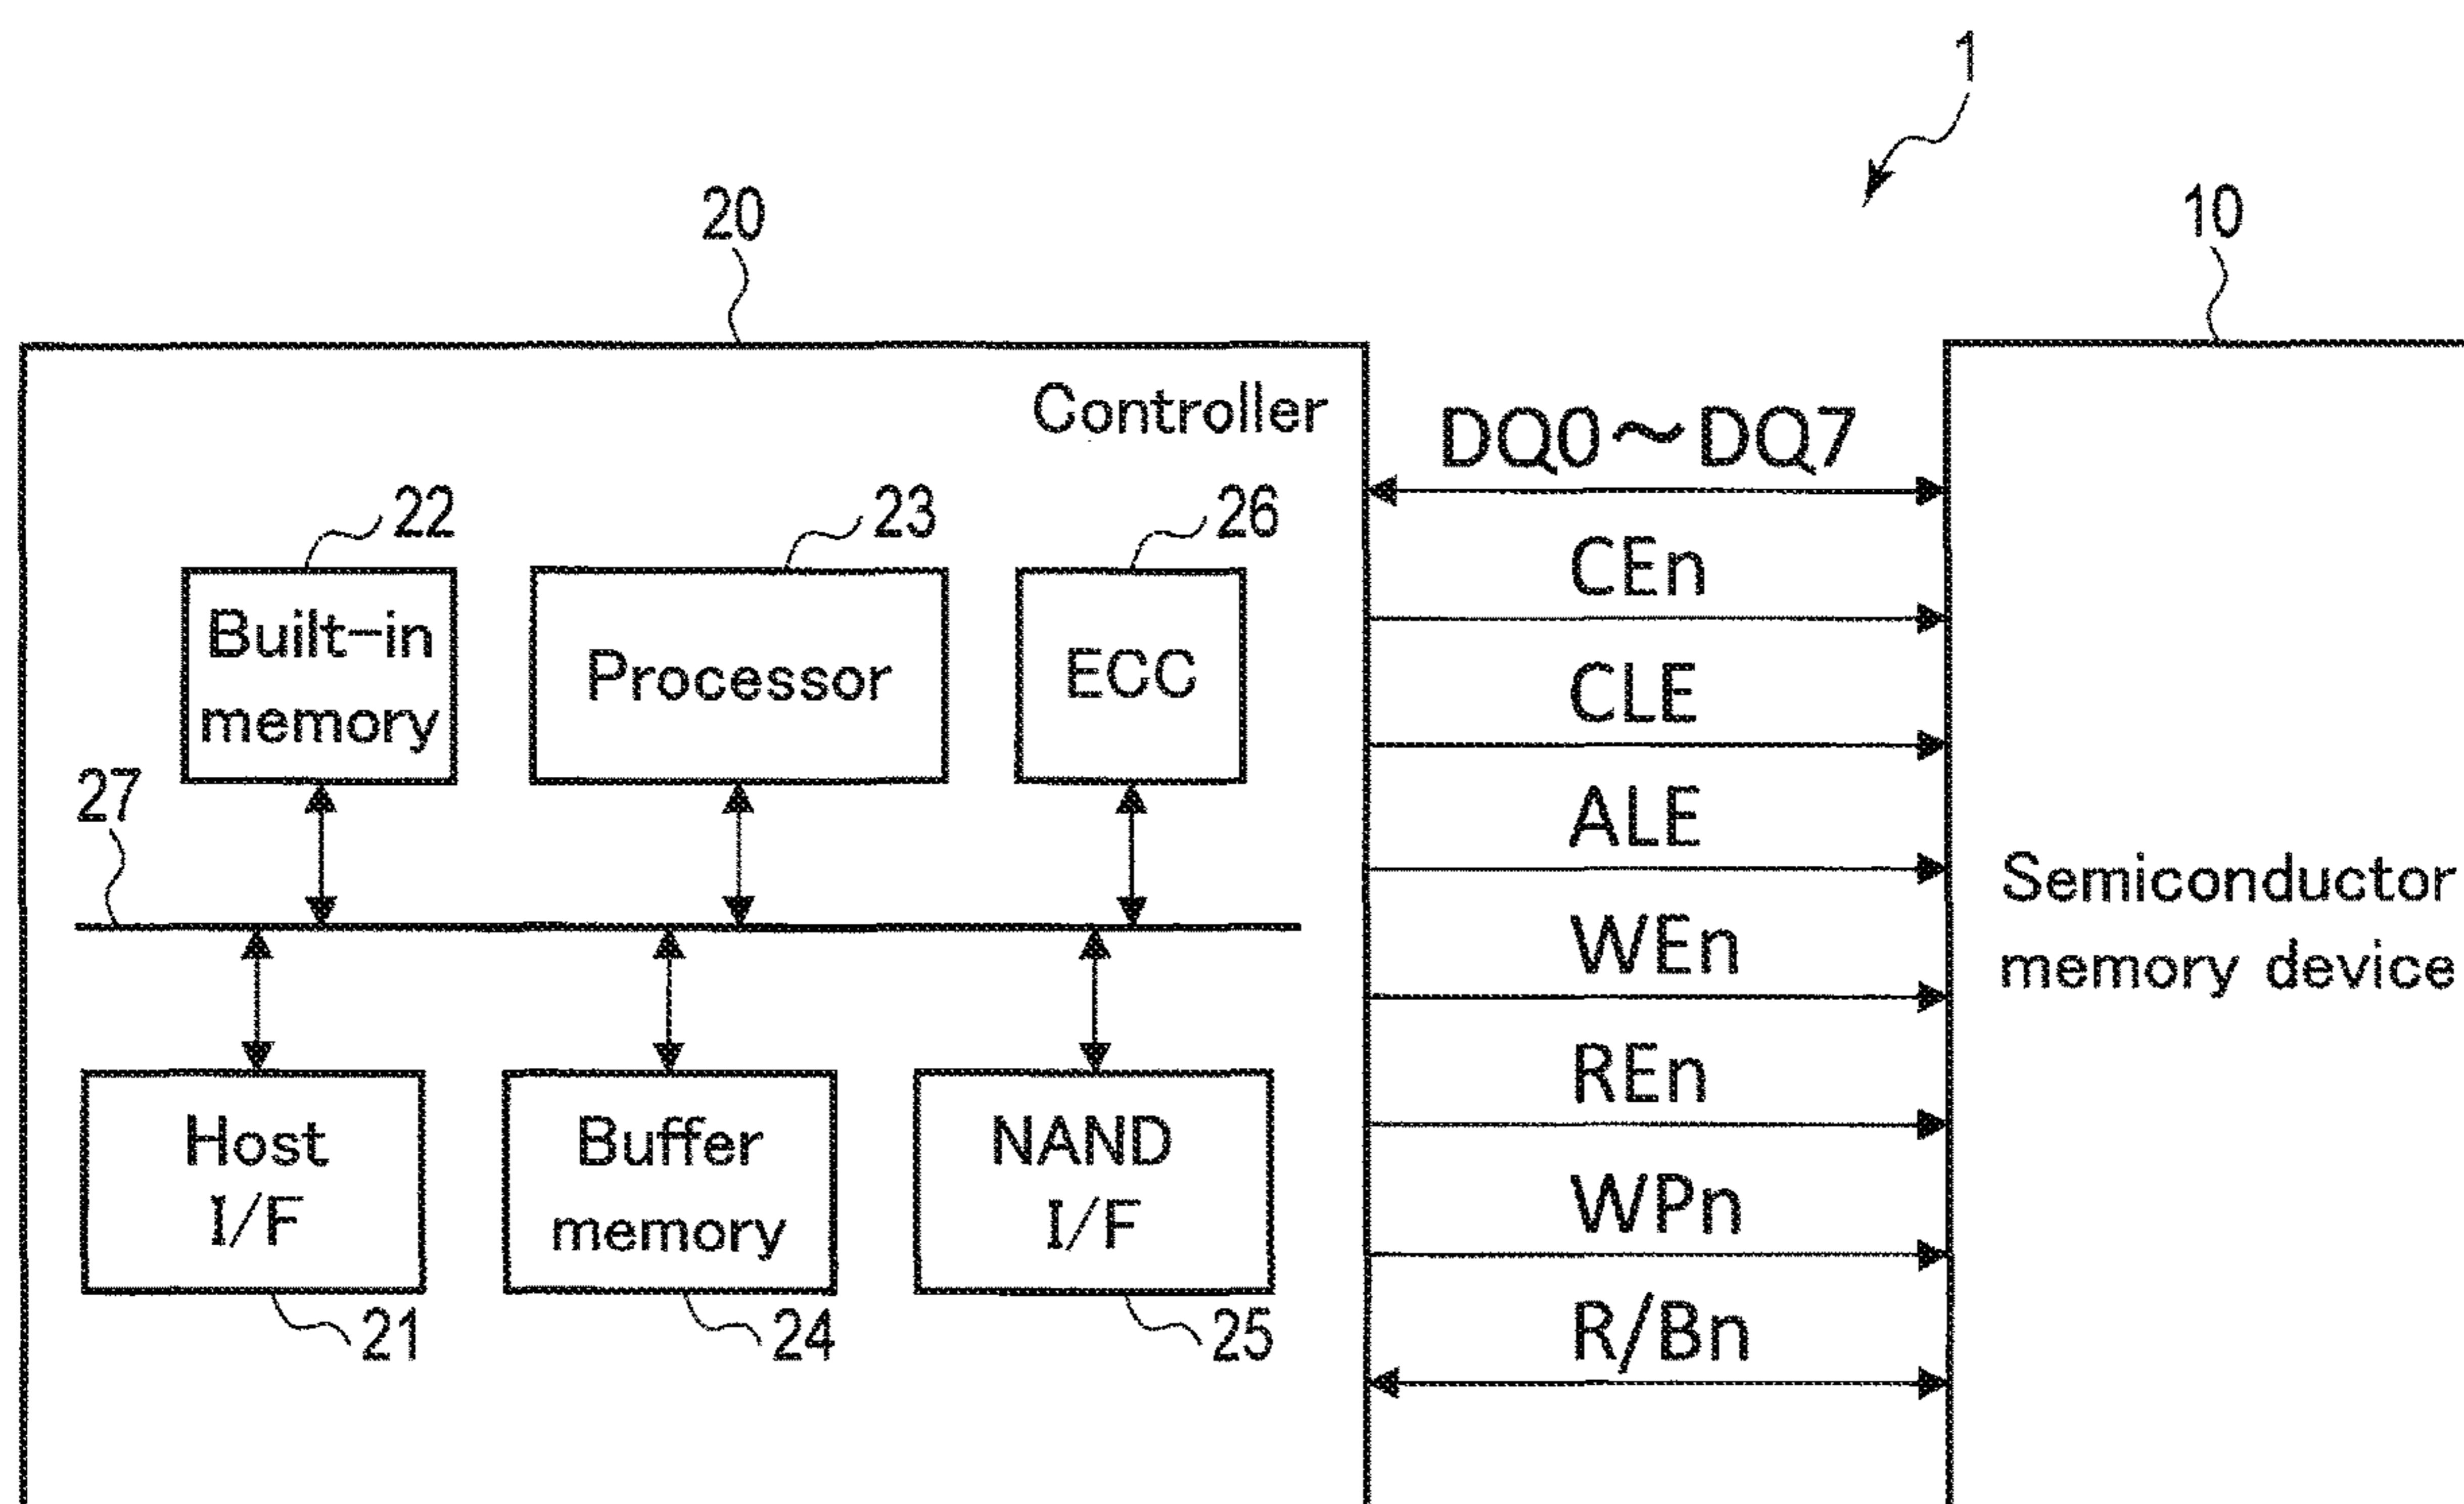 1
20
10
Controller
DQ0～DQ7
22
23
26
CEn
Built-in
memory
Processor
ECC
CLE
27
ALE
Semiconductor
memory device
WEn
REn
Host
I/F
Buffer
memory
NAND
I/F
WPn
21
24
25
R/Bn